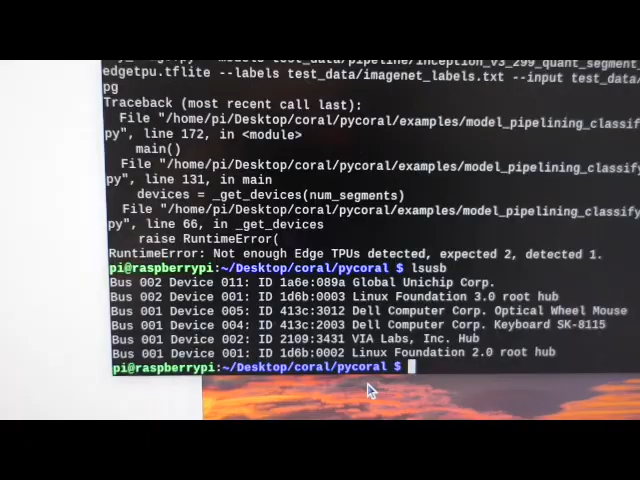 test_data/pipeline/inception_v3_299_quant_segment_
edgetpu.tflite --labels test_data/imagenet_labels.txt --input test_data/
pg
Traceback (most recent call last):
File "/home/pi/Desktop/coral/pycoral/examples/model_pipelining_classif
py", line 172, in <module>
main()
File "/home/pi/Desktop/coral/pycoral/examples/model_pipelining_classify
py", line 131, in main
devices = _get_devices(num_segments)
File "/home/pi/Desktop/coral/pycoral/examples/model_pipelining_classify
py", line 66, in _get_devices
raise RuntimeError(
RuntimeError: Not enough Edge TPUs detected, expected 2, detected 1.
pi@raspberrypi:~/Desktop/coral/pycoral $ lsusb
Bus 002 Device 011: ID 1a6e:089a Global Unichip Corp.
Bus 002 Device 001: ID 1d6b:0003 Linux Foundation 3.0 root hub
Bus 001 Device 005: ID 413c:3012 Dell Computer Corp. Optical Wheel Mouse
Bus 001 Device 004: ID 413c:2003 Dell Computer Corp. Keyboard SK-8115
Bus 001 Device 002: ID 2109:3431 VIA Labs, Inc. Hub
Bus 001 Device 001: ID 1d6b:0002 Linux Foundation 2.0 root hub
pi@raspberrypi:~/Desktop/coral/pycoral $